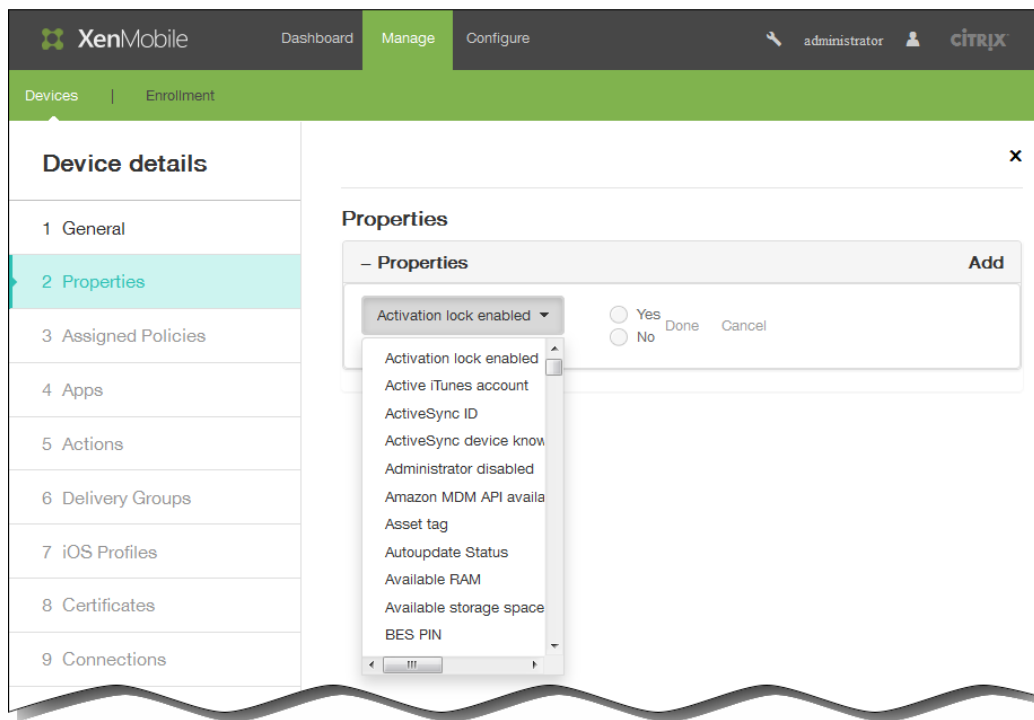 XenMobile Dashboard Manage Configure administrator CITRIX
Devices | Enrollment
Device details
x
1 General
2 Properties
3 Assigned Policies
4 Apps
5 Actions
6 Delivery Groups
7 iOS Profiles
8 Certificates
9 Connections
Properties
– Properties Add
Activation lock enabled
Yes
No
Done Cancel
Activation lock enabled
Active iTunes account
ActiveSync ID
ActiveSync device know
Administrator disabled
Amazon MDM API availa
Asset tag
Autoupdate Status
Available RAM
Available storage space
BES PIN